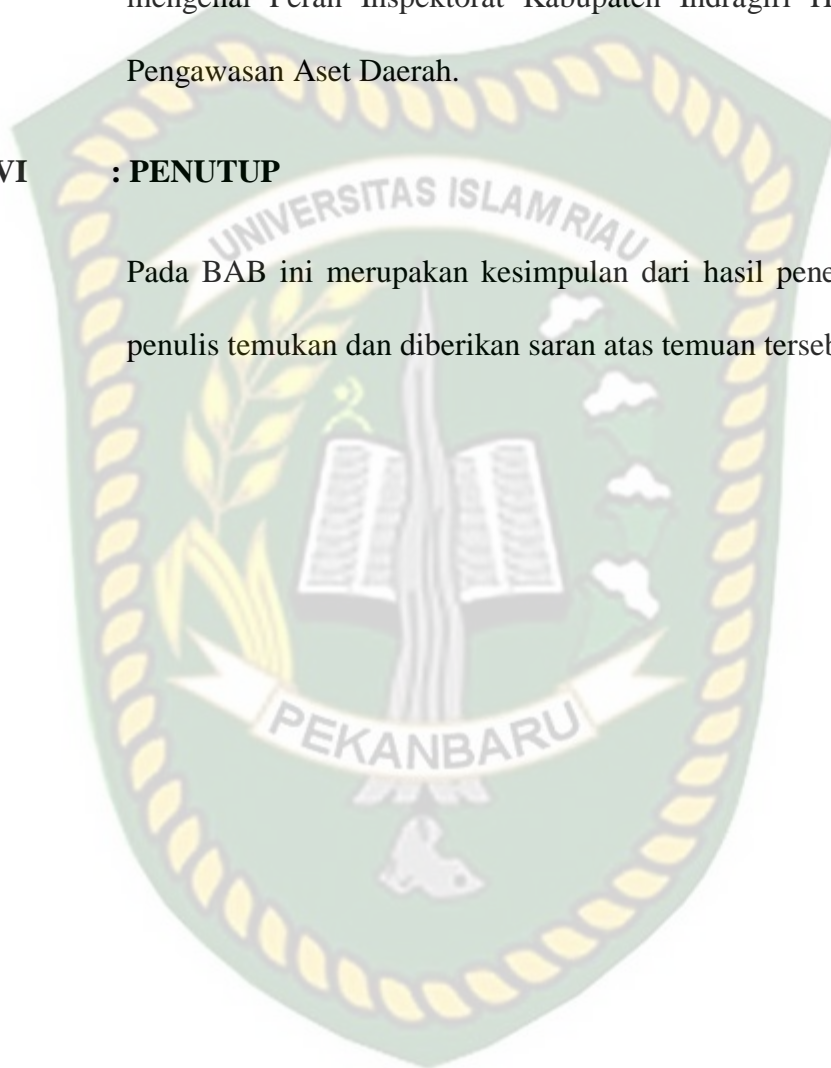 mengenai Peran Inspektorat Kabupaten Indragiri
Pengawasan Aset Daerah.
VI : PENUTUP
UNIVERSITAS ISLAM RIAU
Pada BAB ini merupakan kesimpulan dari hasil
penulis temukan dan diberikan saran atas temuan
PEKANBARU